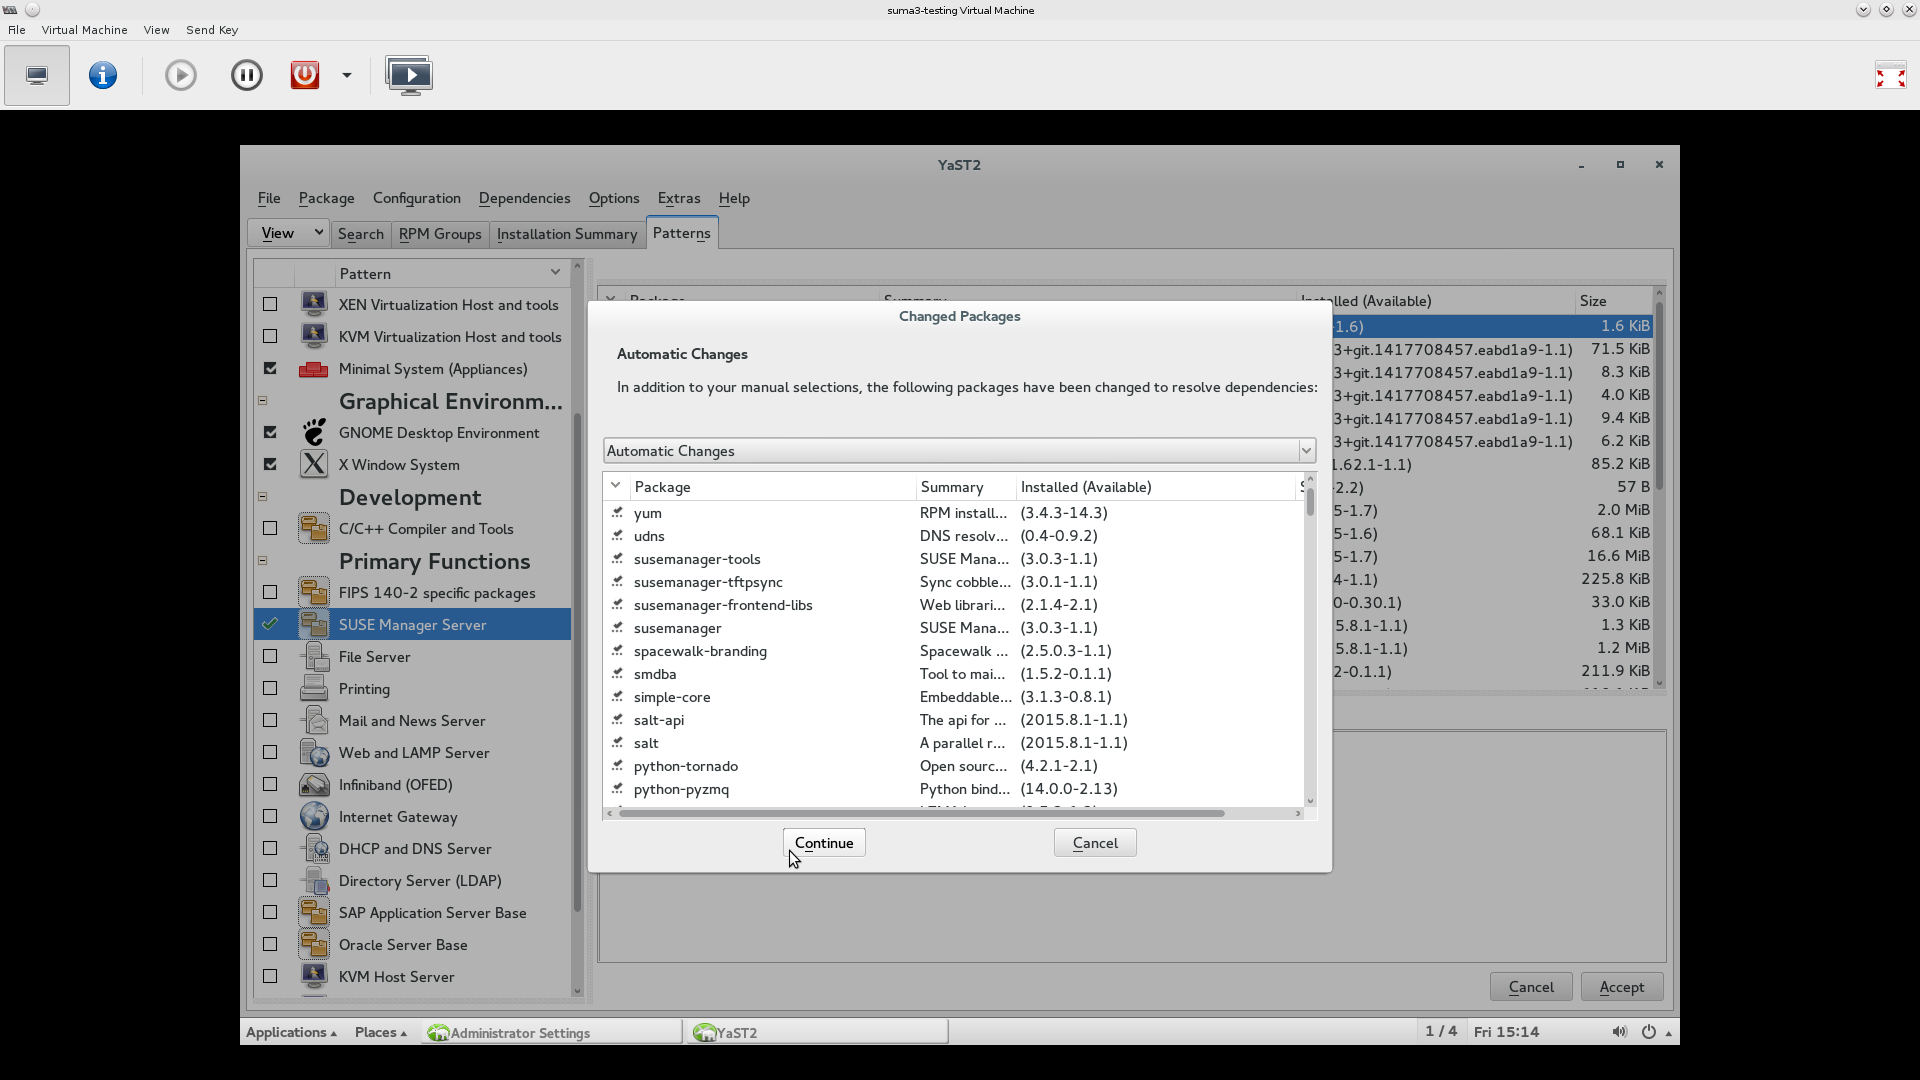 suma3-testing Virtual Machine
File Virtual Machine View Send Key
YaST2
File Package Configuration Dependencies Options Extras Help
View Search RPM Groups Installation Summary Patterns
Pattern
XEN Virtualization Host and tools
KVM Virtualization Host and tools
Minimal System (Appliances)
Graphical Environm...
GNOME Desktop Environment
X Window System
Development
C/C++ Compiler and Tools
Primary Functions
FIPS 140-2 specific packages
SUSE Manager Server
File Server
Printing
Mail and News Server
Web and LAMP Server
Infiniband (OFED)
Internet Gateway
DHCP and DNS Server
Directory Server (LDAP)
SAP Application Server Base
Oracle Server Base
KVM Host Server
Package Summary Installed (Available) Size
-1.6) 1.6 KiB
3+git.1417708457.eabd1a9-1.1) 71.5 KiB
3+git.1417708457.eabd1a9-1.1) 8.3 KiB
3+git.1417708457.eabd1a9-1.1) 4.0 KiB
3+git.1417708457.eabd1a9-1.1) 9.4 KiB
3+git.1417708457.eabd1a9-1.1) 6.2 KiB
1.62.1-1.1) 85.2 KiB
-2.2) 57 B
5-1.7) 2.0 MiB
5-1.6) 68.1 KiB
5-1.7) 16.6 MiB
4-1.1) 225.8 KiB
0-0.30.1) 33.0 KiB
5.8.1-1.1) 1.3 KiB
5.8.1-1.1) 1.2 MiB
2-0.1.1) 211.9 KiB
Changed Packages
Automatic Changes
In addition to your manual selections, the following packages have been changed to resolve dependencies:
Automatic Changes
Package Summary Installed (Available)
yum RPM install... (3.4.3-14.3)
udns DNS resolv... (0.4-0.9.2)
susemanager-tools SUSE Mana... (3.0.3-1.1)
susemanager-tftpsync Sync cobble... (3.0.1-1.1)
susemanager-frontend-libs Web librari... (2.1.4-2.1)
susemanager SUSE Mana... (3.0.3-1.1)
spacewalk-branding Spacewalk ... (2.5.0.3-1.1)
smdba Tool to mai... (1.5.2-0.1.1)
simple-core Embeddable... (3.1.3-0.8.1)
salt-api The api for ... (2015.8.1-1.1)
salt A parallel r... (2015.8.1-1.1)
python-tornado Open sourc... (4.2.1-2.1)
python-pyzmq Python bind... (14.0.0-2.13)
Continue Cancel
Cancel Accept
Applications Places Administrator Settings YaST2 1 / 4 Fri 15:14